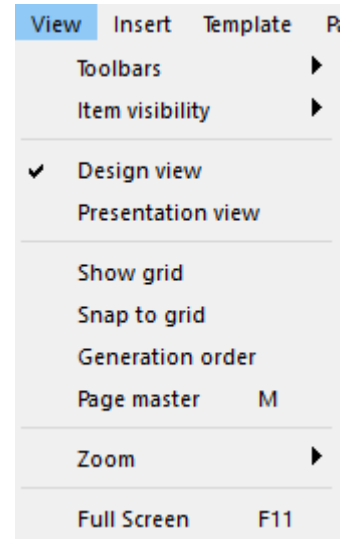 View Insert Template
Toolbars
Item visibility
Design view
Presentation view
Show grid
Snap to grid
Generation order
Page master M
Zoom
Full Screen F11